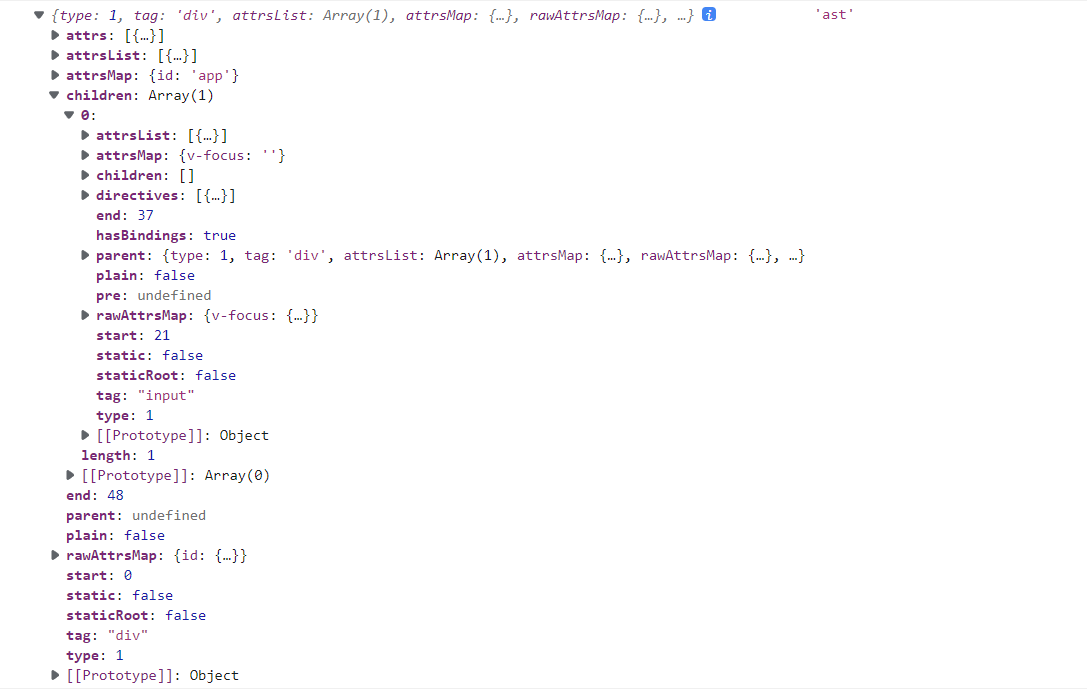 {type: 1, tag: 'div', attrsList: Array(1), attrsMap: {…}, rawAttrsMap: {…}, …} i 'ast'
attrs: [{…}]
attrsList: [{…}]
attrsMap: {id: 'app'}
children: Array(1)
0:
attrsList: [{…}]
attrsMap: {v-focus: ''}
children: []
directives: [{…}]
end: 37
hasBindings: true
parent: {type: 1, tag: 'div', attrsList: Array(1), attrsMap: {…}, rawAttrsMap: {…}, …}
plain: false
pre: undefined
rawAttrsMap: {v-focus: {…}}
start: 21
static: false
staticRoot: false
tag: "input"
type: 1
[[Prototype]]: Object
length: 1
[[Prototype]]: Array(0)
end: 48
parent: undefined
plain: false
rawAttrsMap: {id: {…}}
start: 0
static: false
staticRoot: false
tag: "div"
type: 1
[[Prototype]]: Object